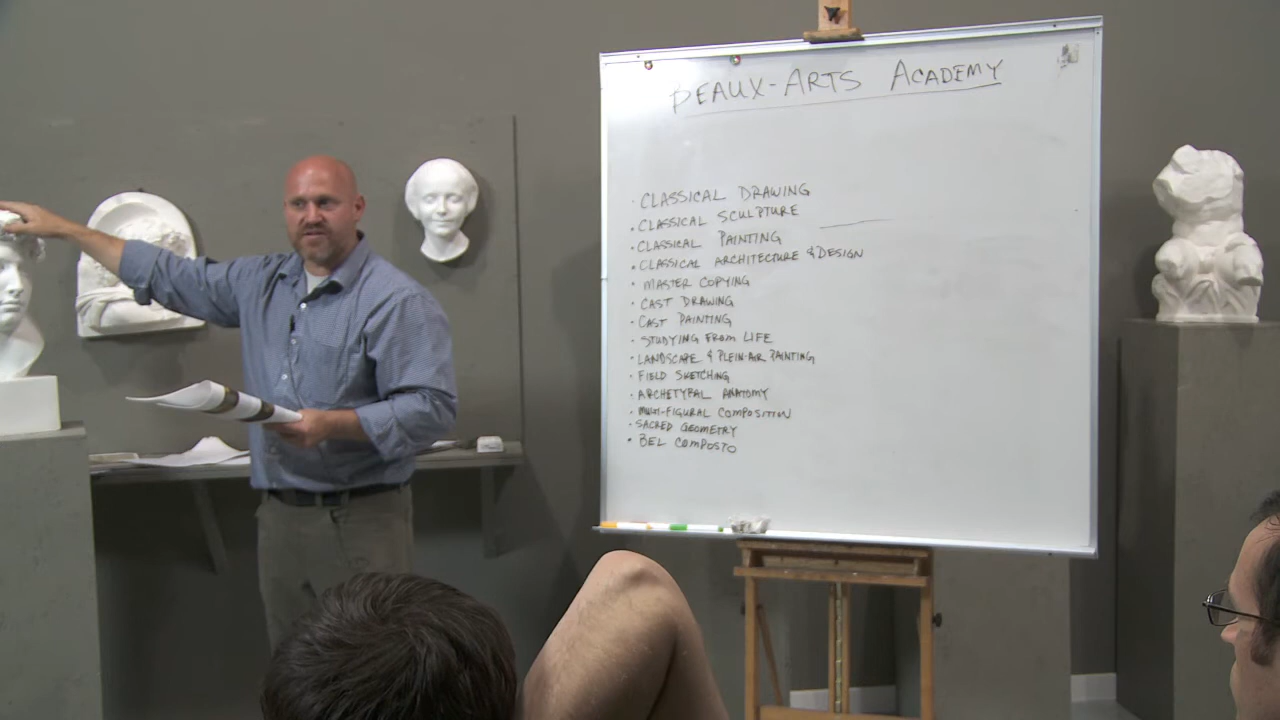 BEAUX-ARTS ACADEMY
· CLASSICAL DRAWING
· CLASSICAL SCULPTURE
· CLASSICAL PAINTING
· CLASSICAL ARCHITECTURE & DESIGN
· MASTER COPYING
· CAST DRAWING
· CAST PAINTING
· STUDYING FROM LIFE
· LANDSCAPE & PLEIN-AIR PAINTING
· FIELD SKETCHING
· ARCHETYPAL ANATOMY
· MULTI-FIGURAL COMPOSITION
· SACRED GEOMETRY
· BEL COMPOSTO